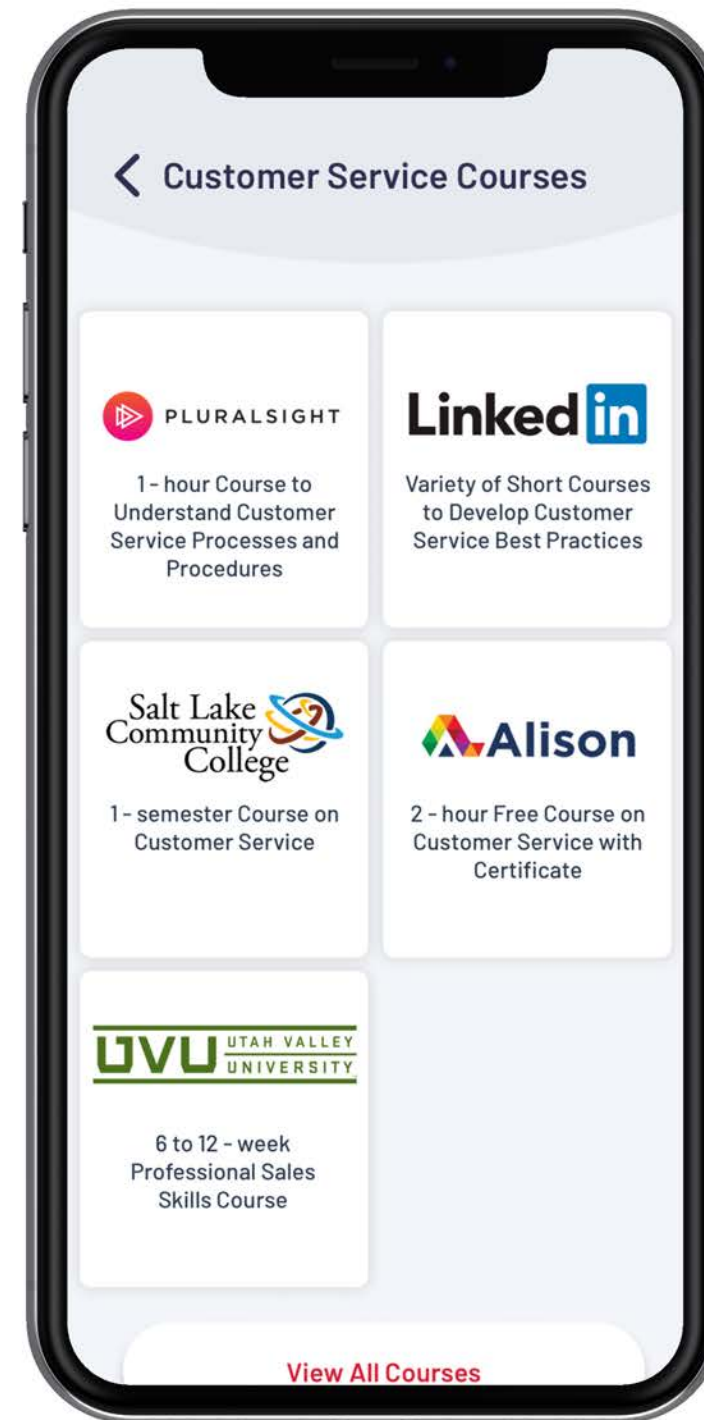 Customer Service Courses
PLURALSIGHT
1 - hour Course to
Understand Customer
Service Processes and
Procedures
Linked in
Variety of Short Courses
to Develop Customer
Service Best Practices
Salt Lake
Community
College
1 - semester Course on
Customer Service
Alison
2 - hour Free Course on
Customer Service with
Certificate
UVU UTAH VALLEY
UNIVERSITY
6 to 12 - week
Professional Sales
Skills Course
View All Courses